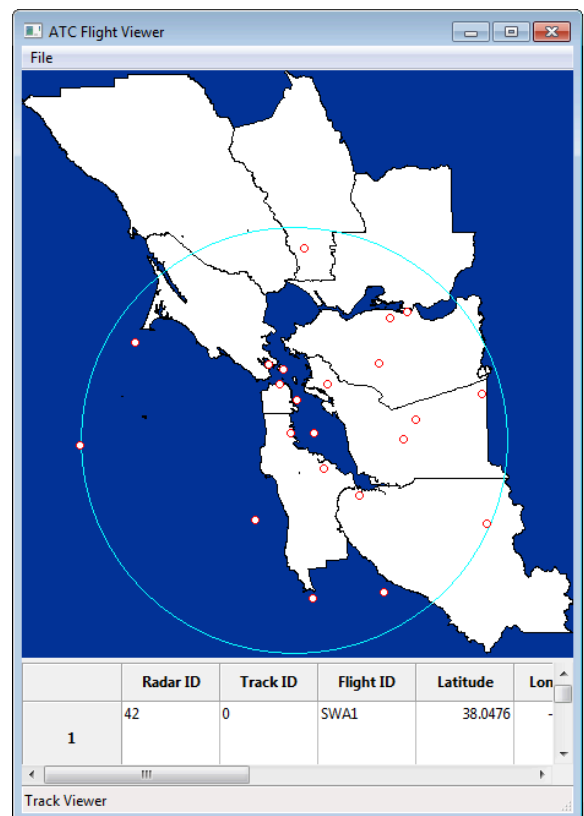 ATC Flight Viewer
File
Radar ID Track ID Flight ID Latitude Lon
1 42 0 SWA1 38.0476 -
Track Viewer